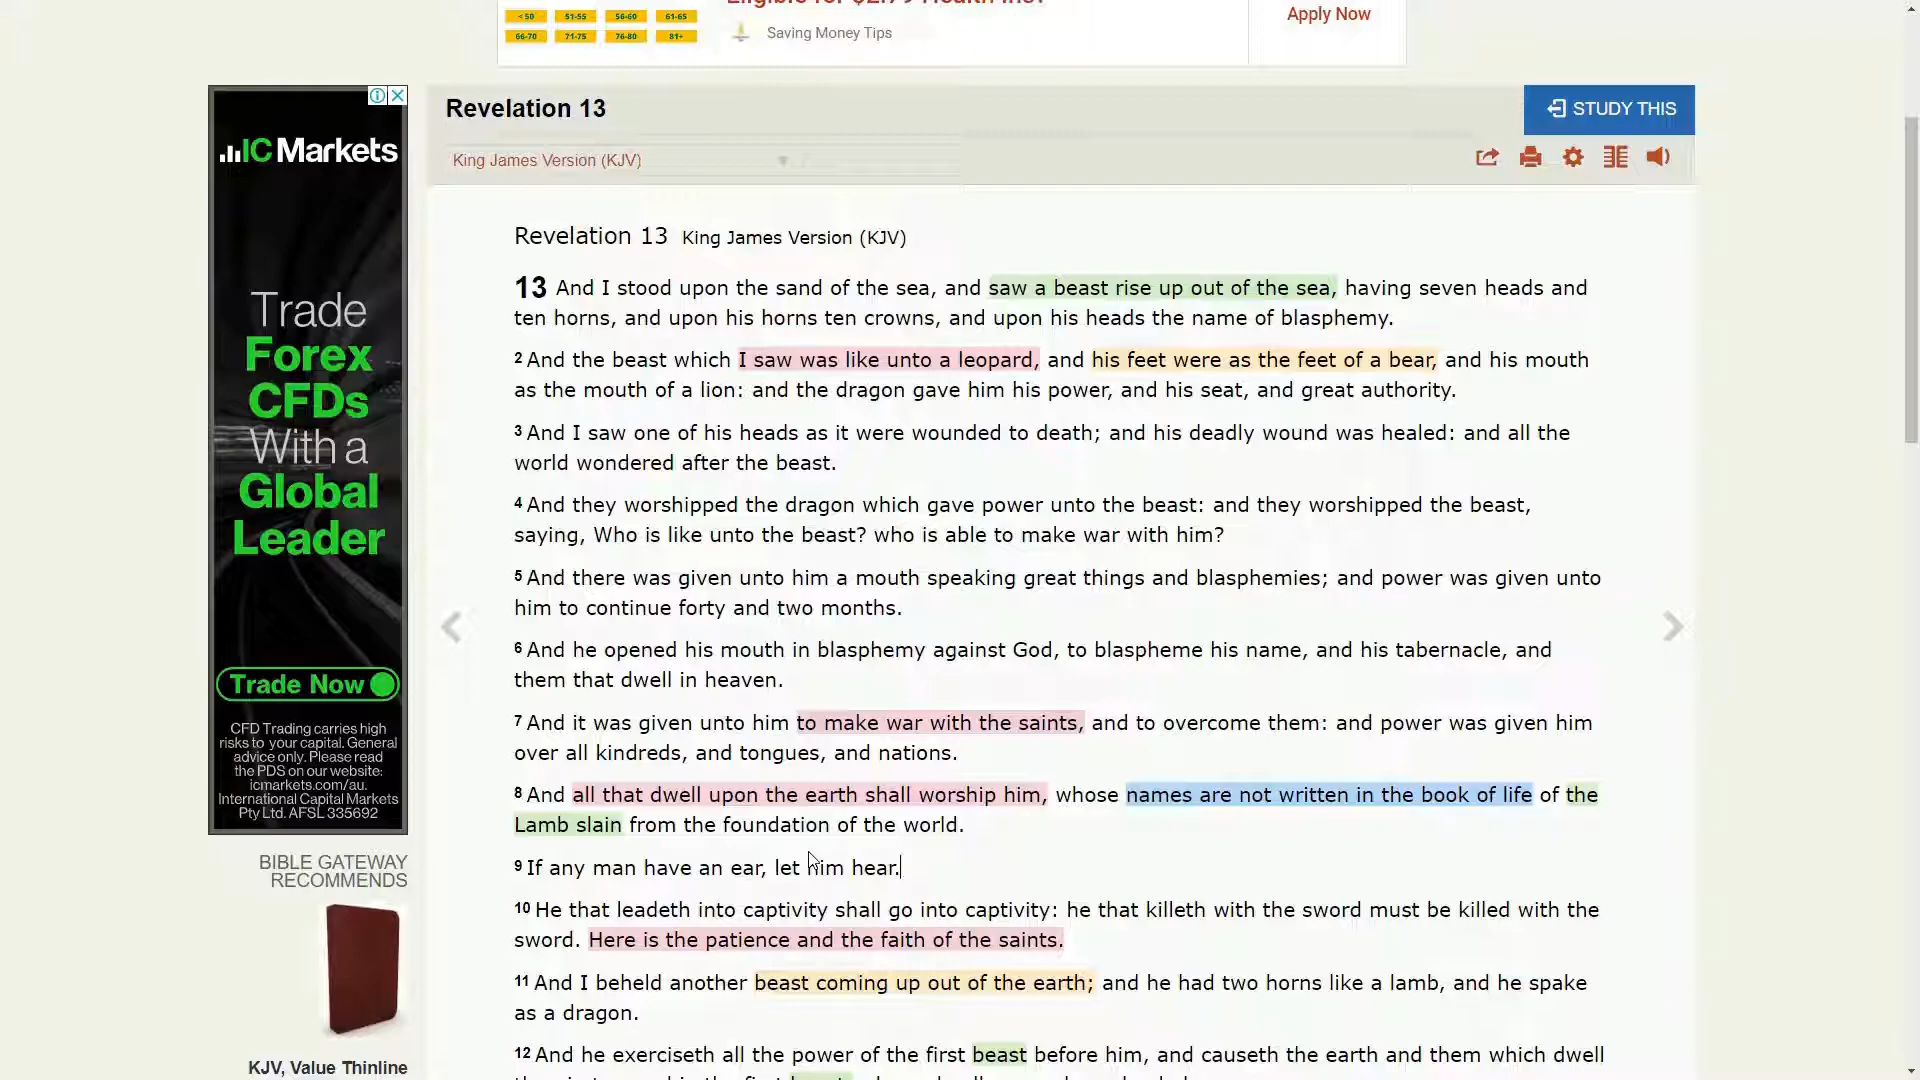 Eligible for $2.79 Health Ins?
< 50 51-55 56-60 61-65
66-70 71-75 76-80 81+
Saving Money Tips
Apply Now
IC Markets
Trade
Forex
CFDs
With a
Global
Leader
Trade Now
CFD Trading carries high
risks to your capital. General
advice only. Please read
the PDS on our website:
icmarkets.com/au.
International Capital Markets
Pty Ltd. AFSL 335692
BIBLE GATEWAY
RECOMMENDS
KJV, Value Thinline
Revelation 13
STUDY THIS
King James Version (KJV)
Revelation 13 King James Version (KJV)
13 And I stood upon the sand of the sea, and saw a beast rise up out of the sea, having seven heads and
ten horns, and upon his horns ten crowns, and upon his heads the name of blasphemy.
2 And the beast which I saw was like unto a leopard, and his feet were as the feet of a bear, and his mouth
as the mouth of a lion: and the dragon gave him his power, and his seat, and great authority.
3 And I saw one of his heads as it were wounded to death; and his deadly wound was healed: and all the
world wondered after the beast.
4 And they worshipped the dragon which gave power unto the beast: and they worshipped the beast,
saying, Who is like unto the beast? who is able to make war with him?
5 And there was given unto him a mouth speaking great things and blasphemies; and power was given unto
him to continue forty and two months.
6 And he opened his mouth in blasphemy against God, to blaspheme his name, and his tabernacle, and
them that dwell in heaven.
7 And it was given unto him to make war with the saints, and to overcome them: and power was given him
over all kindreds, and tongues, and nations.
8 And all that dwell upon the earth shall worship him, whose names are not written in the book of life of the
Lamb slain from the foundation of the world.
9 If any man have an ear, let him hear.
10 He that leadeth into captivity shall go into captivity: he that killeth with the sword must be killed with the
sword. Here is the patience and the faith of the saints.
11 And I beheld another beast coming up out of the earth; and he had two horns like a lamb, and he spake
as a dragon.
12 And he exerciseth all the power of the first beast before him, and causeth the earth and them which dwell